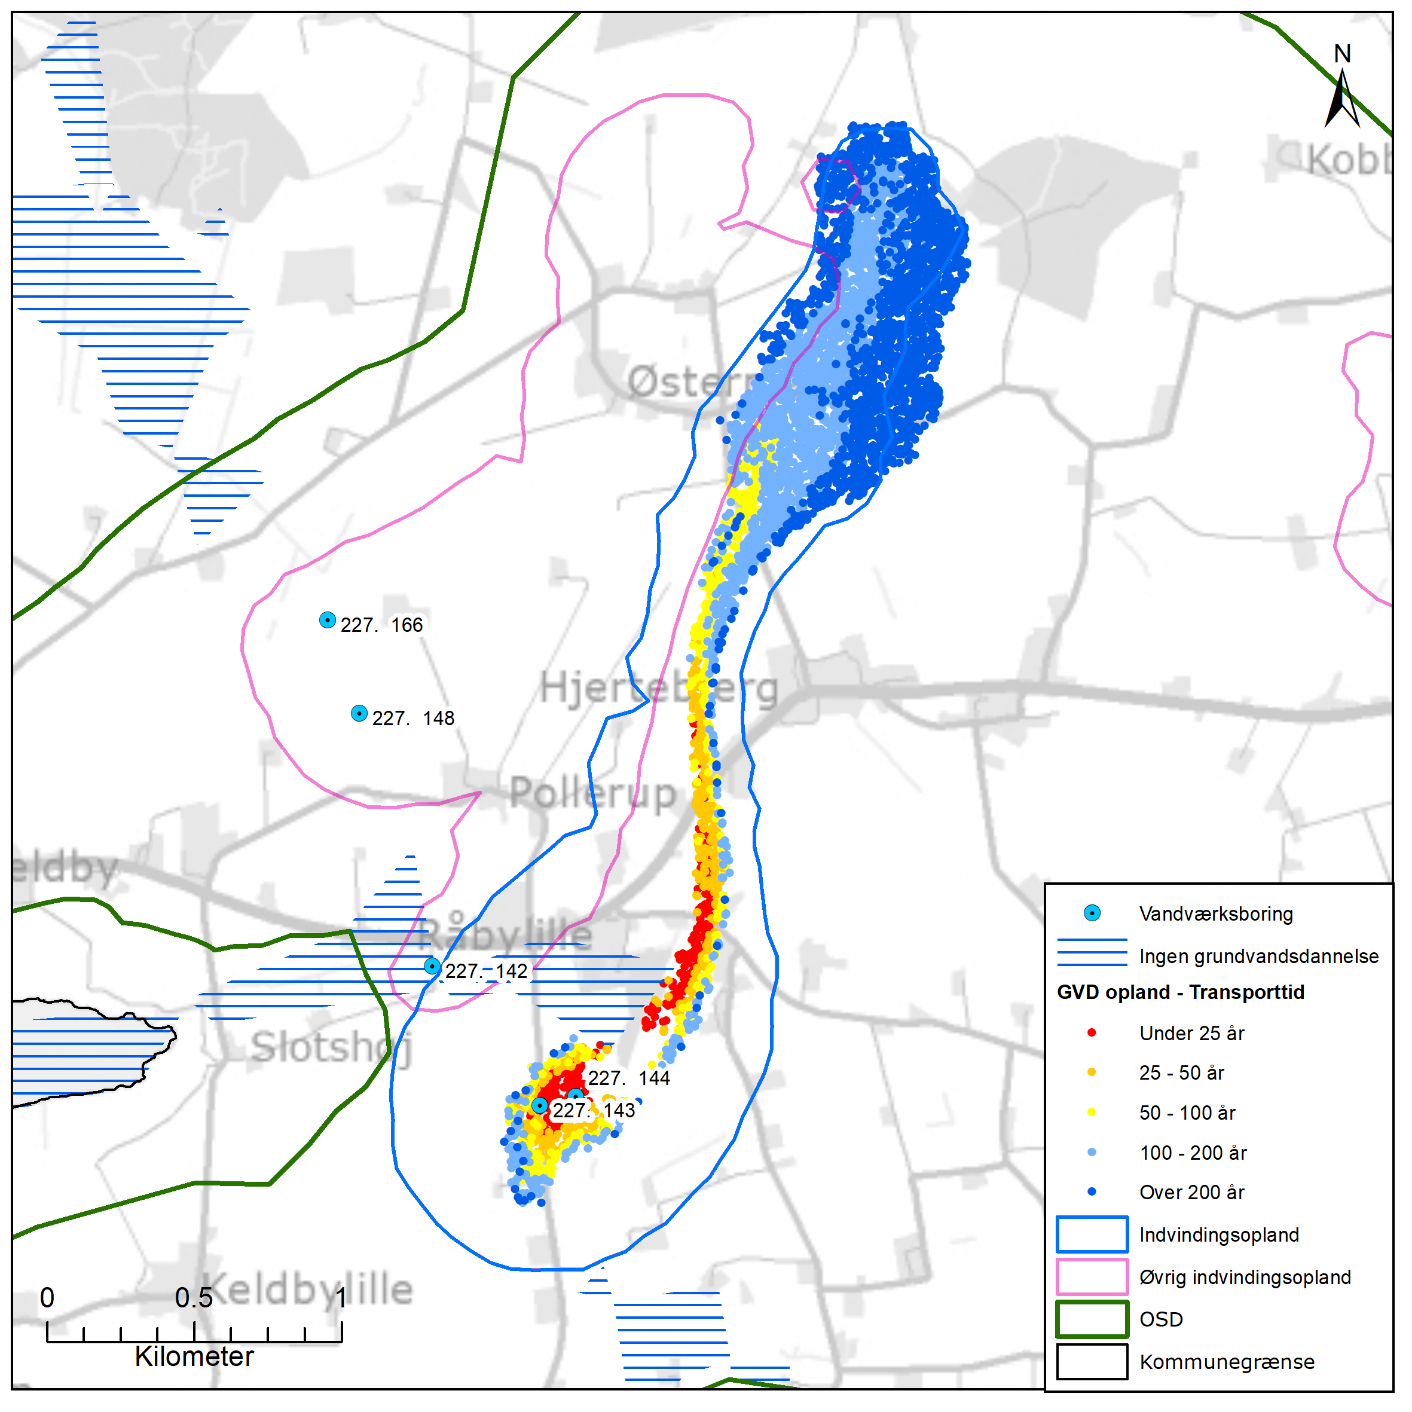 N
Kobb
Østerm
227. 166
Hjertebjerg
227. 148
Pollerup
eldby
Råbylille
227. 142
Slotshøj
227. 144
227. 143
Keldbylille
0 0.5 1
Kilometer
Vandværksboring
Ingen grundvandsdannelse
GVD opland - Transporttid
Under 25 år
25 - 50 år
50 - 100 år
100 - 200 år
Over 200 år
Indvindingsopland
Øvrig indvindingsopland
OSD
Kommunegrænse